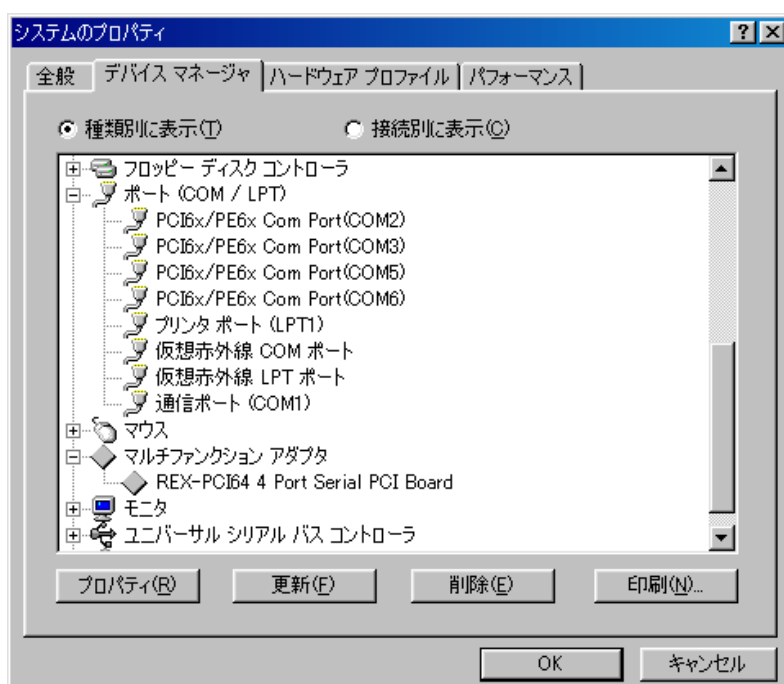 システムのプロパティ
全般 デバイス マネージャ ハードウェア プロファイル パフォーマンス
種類別に表示(T) 接続別に表示(C)
フロッピー ディスク コントローラ
ポート (COM / LPT)
PCI6x/PE6x Com Port(COM2)
PCI6x/PE6x Com Port(COM3)
PCI6x/PE6x Com Port(COM5)
PCI6x/PE6x Com Port(COM6)
プリンタ ポート (LPT1)
仮想赤外線 COM ポート
仮想赤外線 LPT ポート
通信ポート (COM1)
マウス
マルチファンクション アダプタ
REX-PCI64 4 Port Serial PCI Board
モニタ
ユニバーサル シリアル バス コントローラ
プロパティ(R) 更新(F) 削除(E) 印刷(N)...
OK キャンセル